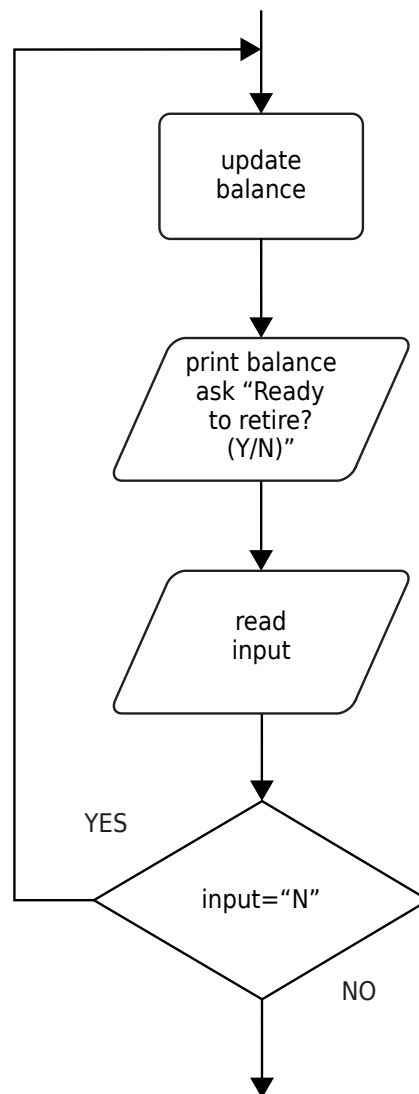 update
balance
print balance
ask “Ready
to retire?
(Y/N)”
read
input
YES
input=“N”
NO